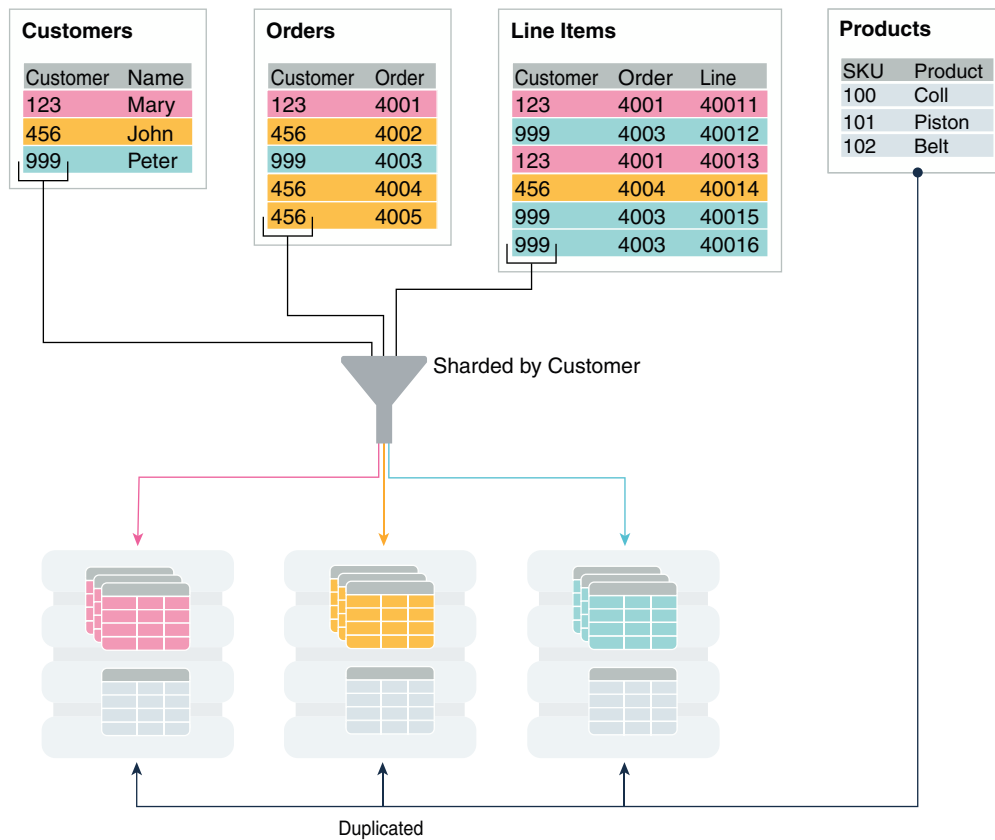 Customers
Customer Name
123 Mary
456 John
999 Peter
Orders
Customer Order
123 4001
456 4002
999 4003
456 4004
456 4005
Line Items
Customer Order Line
123 4001 40011
999 4003 40012
123 4001 40013
456 4004 40014
999 4003 40015
999 4003 40016
Products
SKU Product
100 Coll
101 Piston
102 Belt
Sharded by Customer
Duplicated